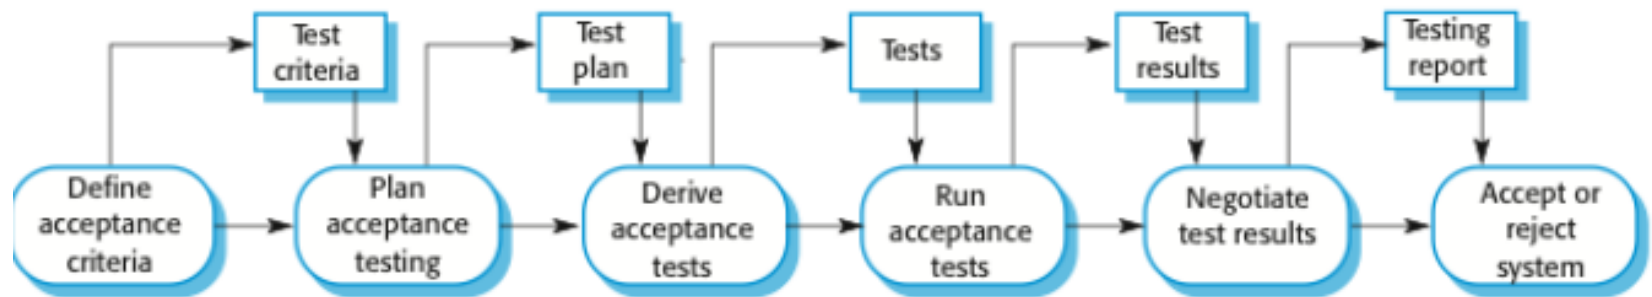 Test
criteria
Test
plan
Tests
Test
results
Testing
report
Define
acceptance
criteria
Plan
acceptance
testing
Derive
acceptance
tests
Run
acceptance
tests
Negotiate
test results
Accept or
reject
system